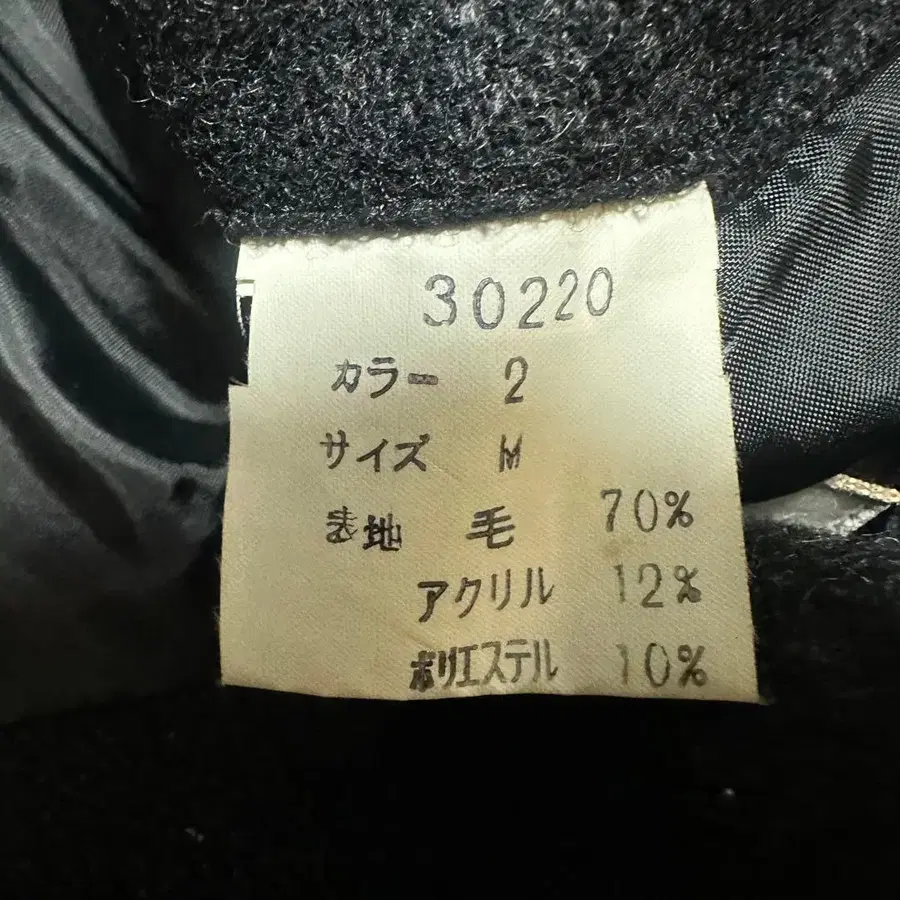 30220
カラー 2
サイズ M
表地 毛 70%
アクリル 12%
ポリエステル 10%